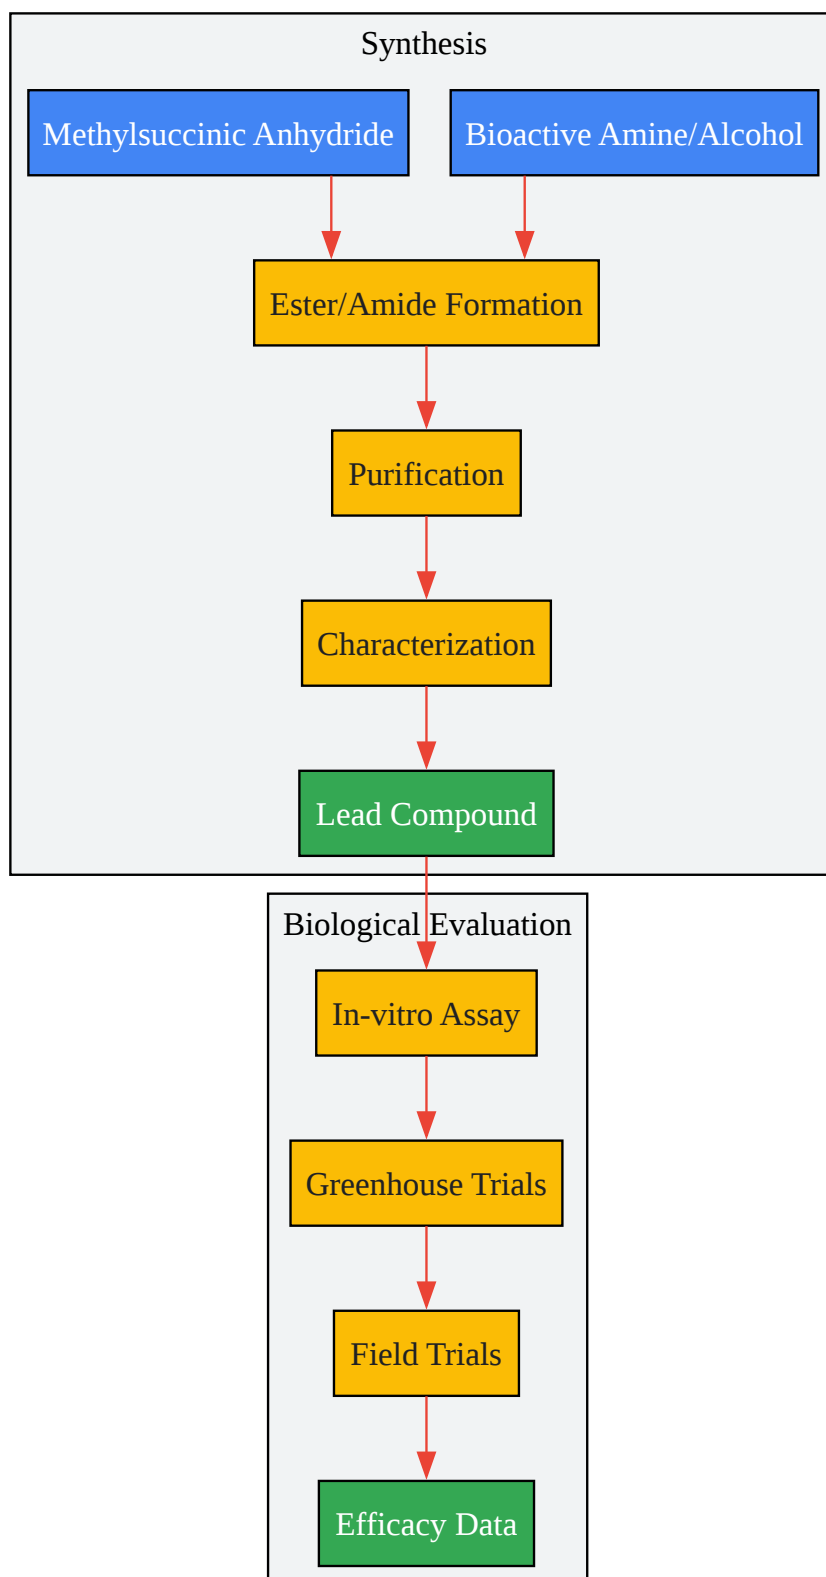 Synthesis
Methylsuccinic Anhydride
Bioactive Amine/Alcohol
Ester/Amide Formation
Purification
Characterization
Lead Compound
Biological Evaluation
In-vitro Assay
Greenhouse Trials
Field Trials
Efficacy Data